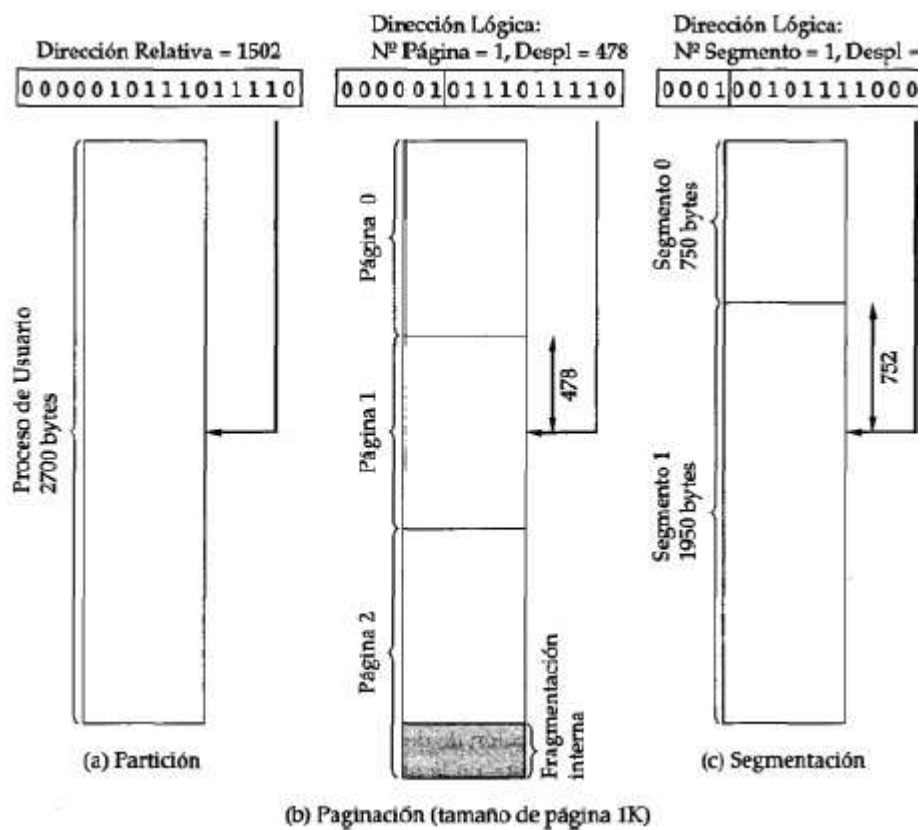 Dirección Relativa = 1502
0000010111011110
Dirección Lógica:
Nº Página = 1, Despl = 478
0000010111011110
Dirección Lógica:
Nº Segmento = 1, Despl =
000100101111000
Proceso de Usuario
2700 bytes
(a) Partición
Página 0
Página 1
Página 2
478
Fragmentación
interna
(b) Paginación (tamaño de página 1K)
Segmento 0
750 bytes
Segmento 1
1950 bytes
752
(c) Segmentación